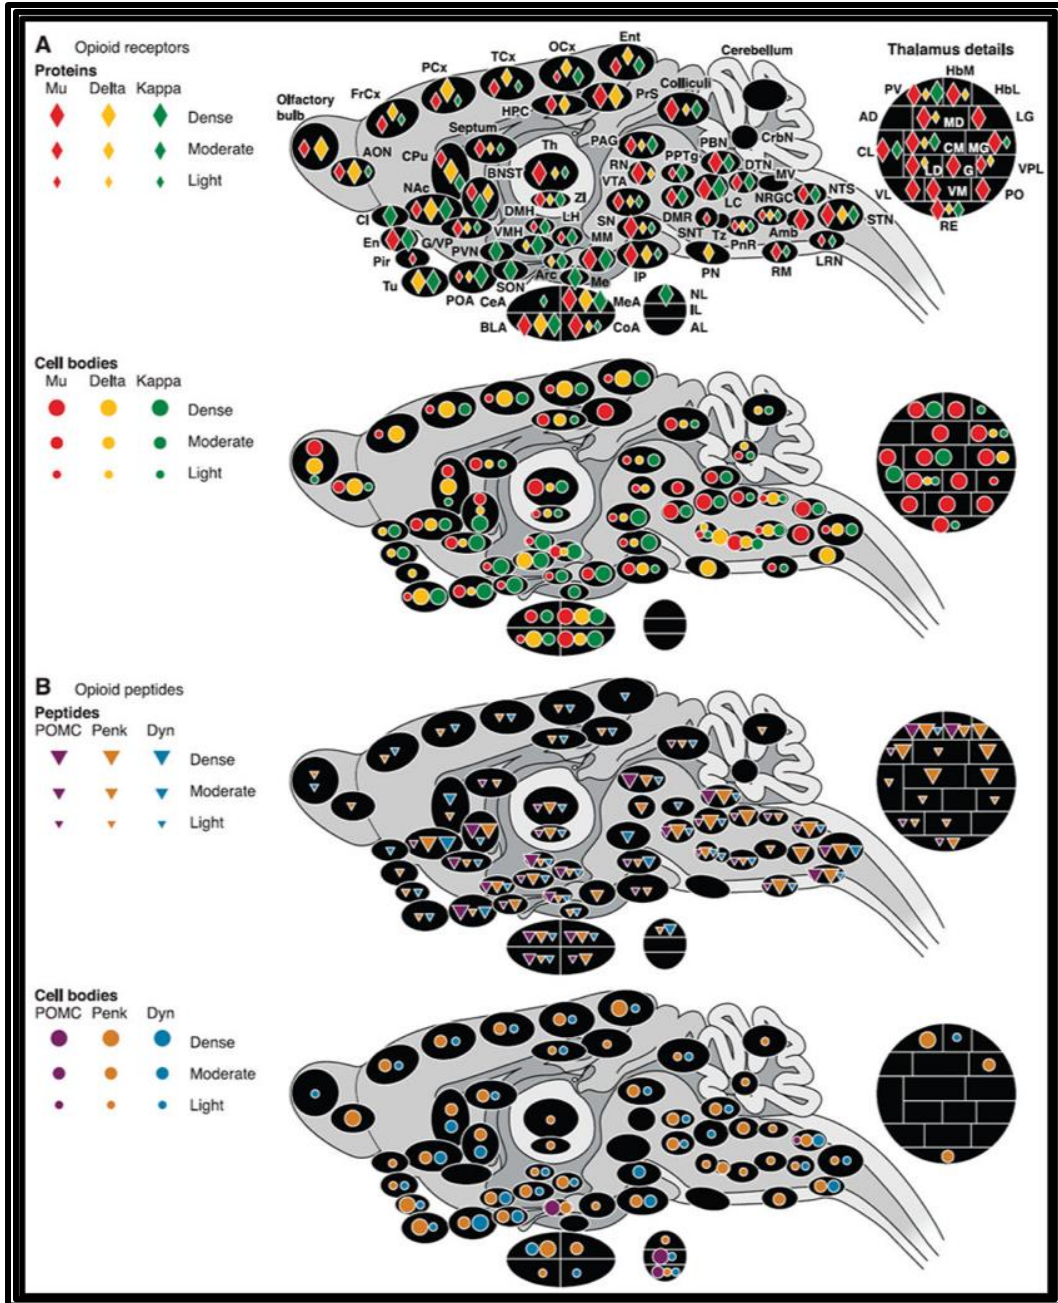 A Opioid receptors
Proteins
Mu Delta Kappa
Dense
Moderate
Light
Olfactory bulb
AON
FrCx
PCx
TCx
OCx
Ent
HPC
PrS
Colliculi
Cerebellum
Septum
CPu
BNST
Th
ZI
PAG
RN
VTA
PPTg
PBN
DTN
CrbN
MV
NAc
DMH
LH
SN
LC
NRGC
NTS
CI
En
G/VP
VMH
MM
DMR
SNT
Tz
PnR
Amb
STN
Pir
PVN
Arc
Me
IP
PN
RM
LRN
Tu
POA
SON
CeA
MeA
NL
IL
BLA
CoA
AL
Thalamus details
HbM
PV
HbL
AD
MD
LG
CL
CM
MG
LD
G
VPL
VL
VM
PO
RE
Cell bodies
Mu Delta Kappa
Dense
Moderate
Light
B Opioid peptides
Peptides
POMC Penk Dyn
Dense
Moderate
Light
Cell bodies
POMC Penk Dyn
Dense
Moderate
Light